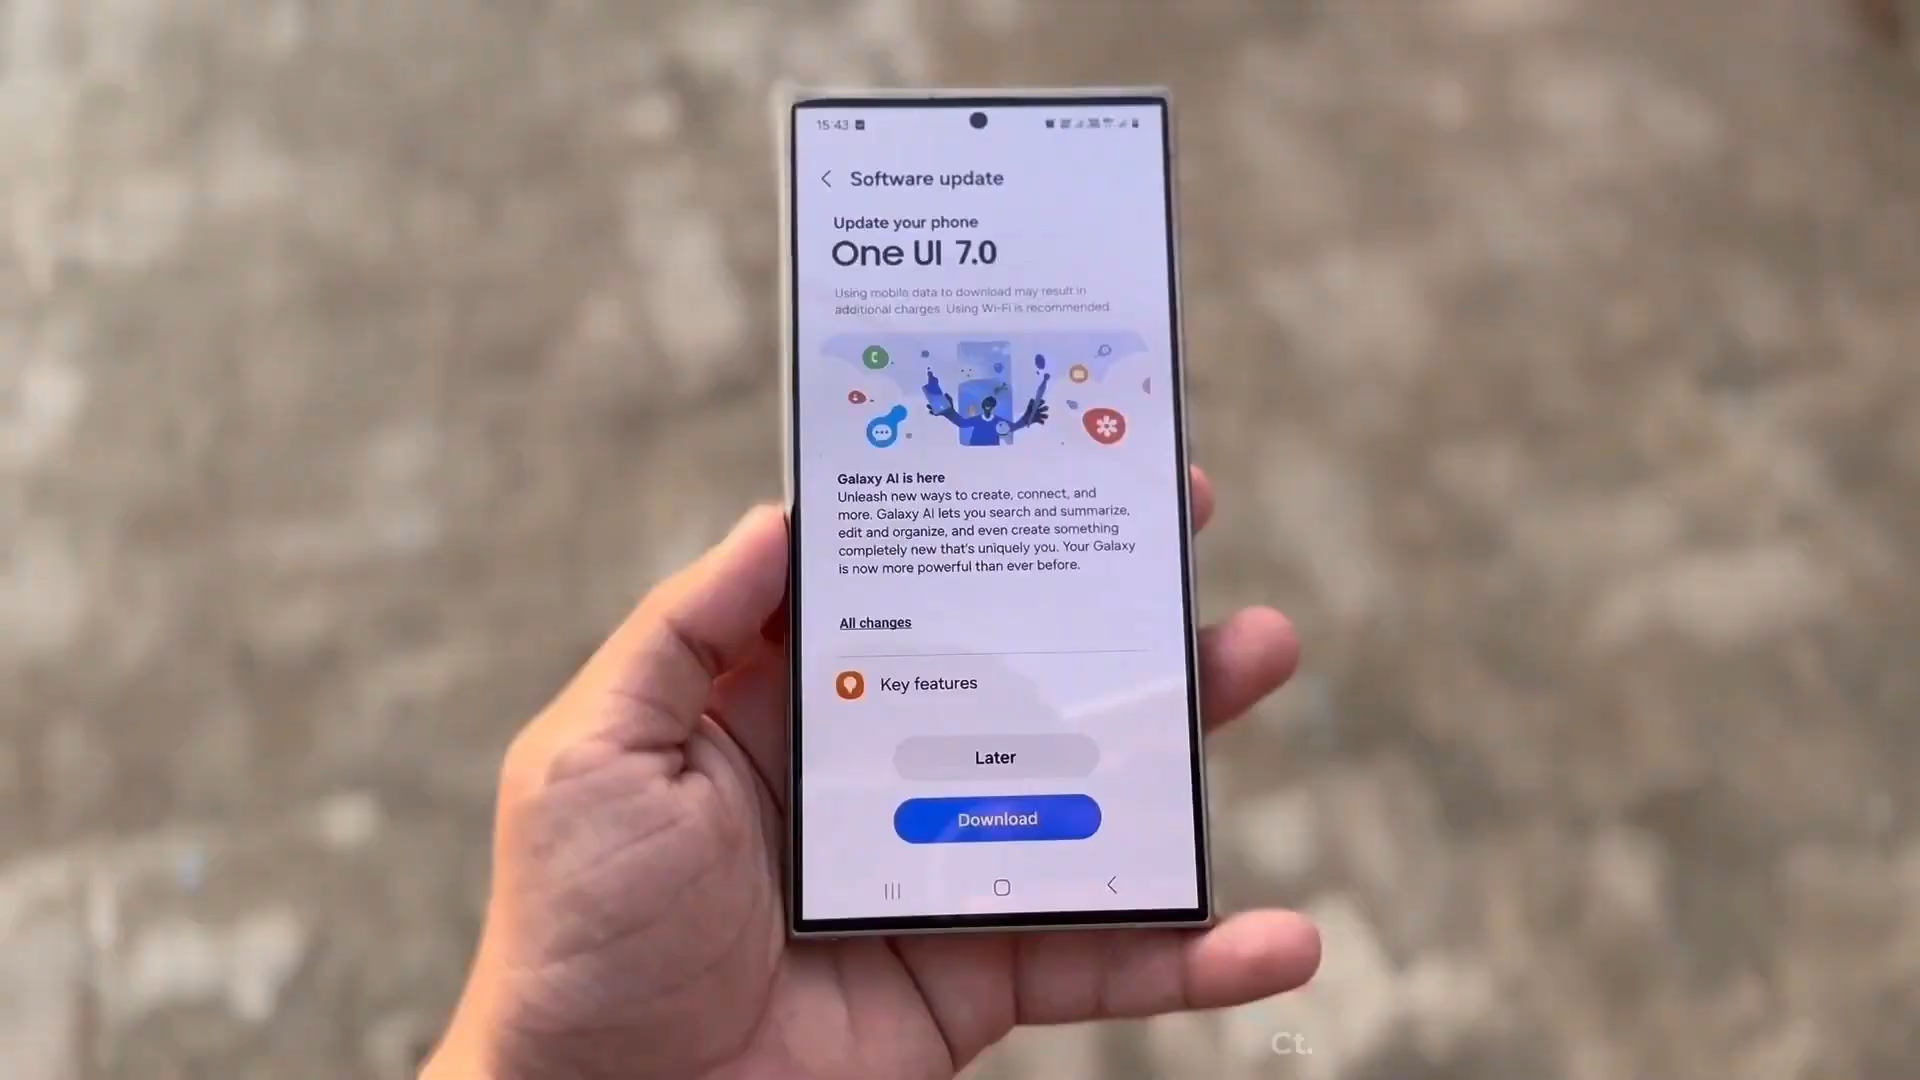 15:43
Software update
Update your phone
One UI 7.0
Using mobile data to download may result in
additional charges. Using Wi-Fi is recommended.
Galaxy AI is here
Unleash new ways to create, connect, and
more. Galaxy AI lets you search and summarize,
edit and organize, and even create something
completely new that's uniquely you. Your Galaxy
is now more powerful than ever before.
All changes
Key features
Later
Download
Ct.